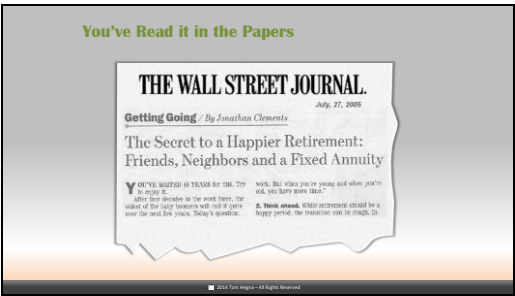 You've Read it in the Papers
THE WALL STREET JOURNAL.
July, 27, 2005
Getting Going / By Jonathan Clements
The Secret to a Happier Retirement:
Friends, Neighbors and a Fixed Annuity
YOU'VE WAITED 40 YEARS for this. Try
to enjoy it.
After four decades in the work force, the
oldest of the baby boomers will call it quits
over the next few years. Today's question:
work. But when you're young and when you're
old, you have more time."
2. Think ahead. While retirement should be a
happy period, the transition can be rough. In
2014 Tom Hegna – All Rights Reserved